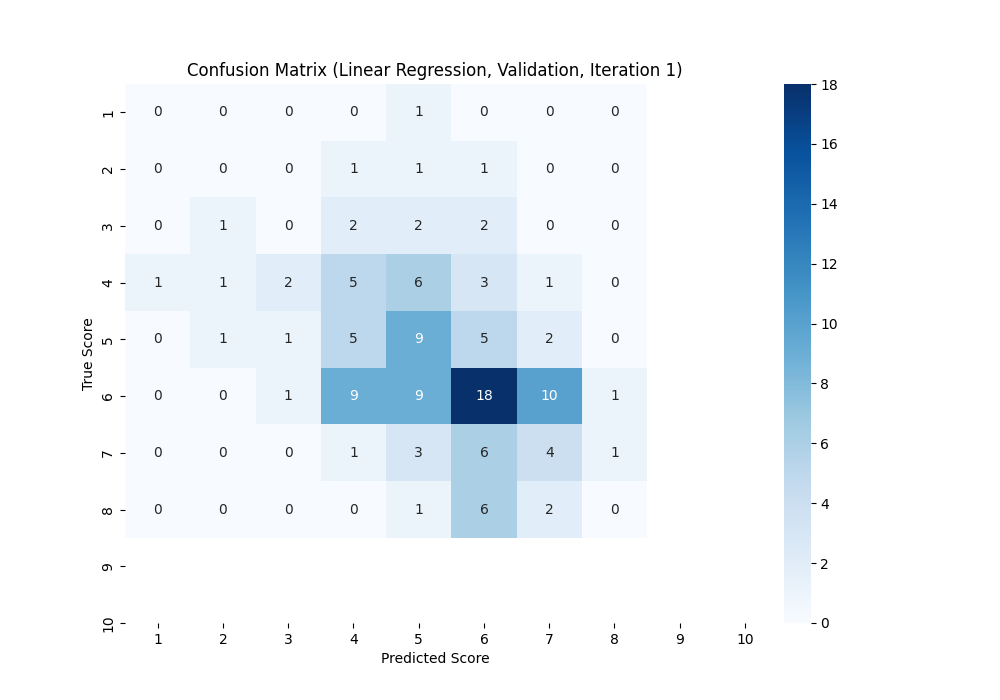 Confusion Matrix (Linear Regression, Validation, Iteration 1)
1 0 0 0 0 1 0 0 0
2 0 0 0 1 1 1 0 0
3 0 1 0 2 2 2 0 0
4 1 1 2 5 6 3 1 0
5 0 1 1 5 9 5 2 0
6 0 0 1 9 9 18 10 1
7 0 0 0 1 3 6 4 1
8 0 0 0 0 1 6 2 0
9
10
True Score
1 2 3 4 5 6 7 8 9 10
Predicted Score
18
16
14
12
10
8
6
4
2
0